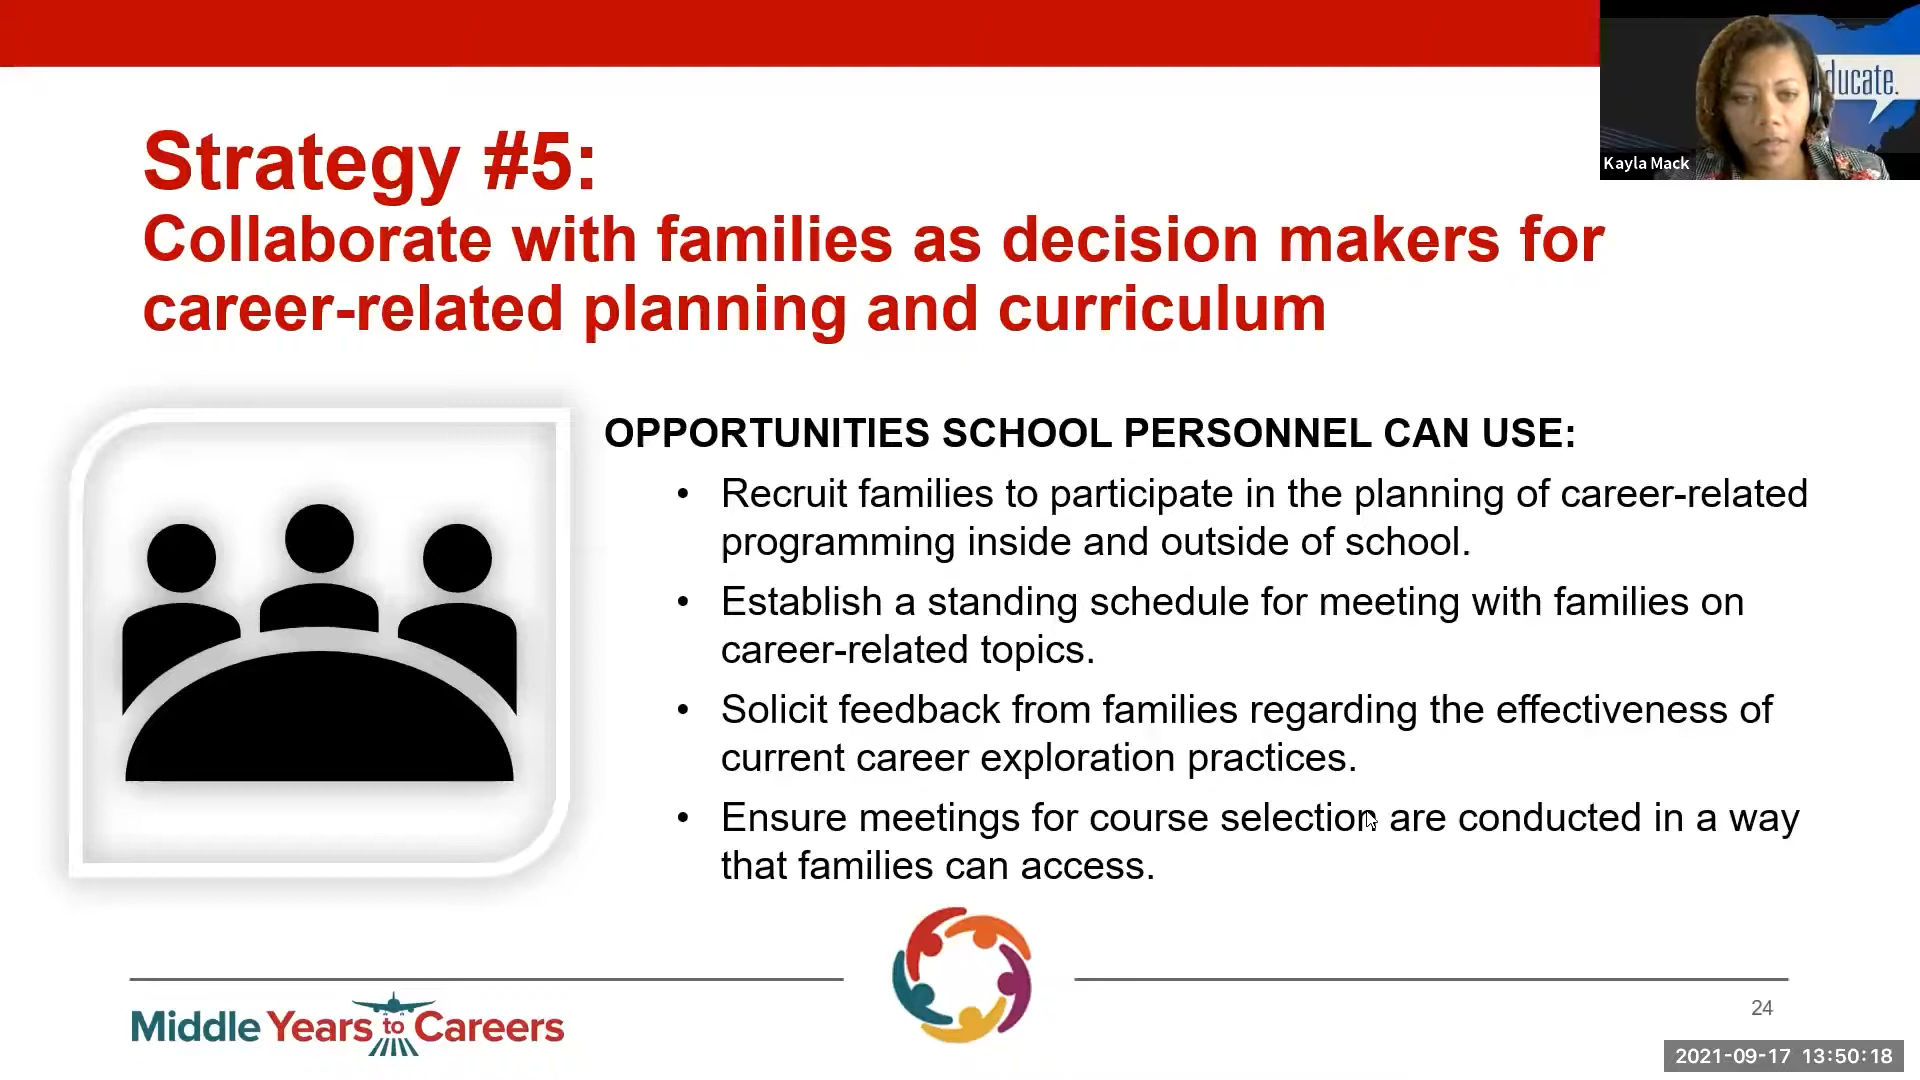 ducate.
Kayla Mack
Strategy #5:
Collaborate with families as decision makers for
career-related planning and curriculum
OPPORTUNITIES SCHOOL PERSONNEL CAN USE:
• Recruit families to participate in the planning of career-related
programming inside and outside of school.
• Establish a standing schedule for meeting with families on
career-related topics.
• Solicit feedback from families regarding the effectiveness of
current career exploration practices.
• Ensure meetings for course selection are conducted in a way
that families can access.
Middle Years to Careers
24
2021-09-17 13:50:18